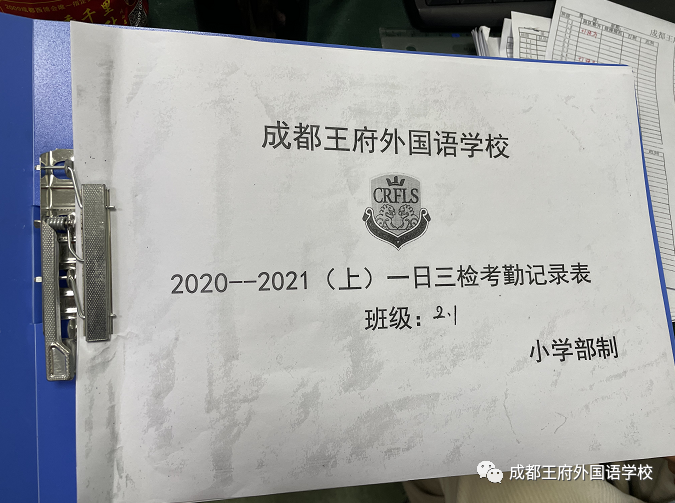 成都王府外国语学校
CRFLS
2020--2021（上）一日三检考勤记录表
班级：2.1
小学部制
成都王府外国语学校